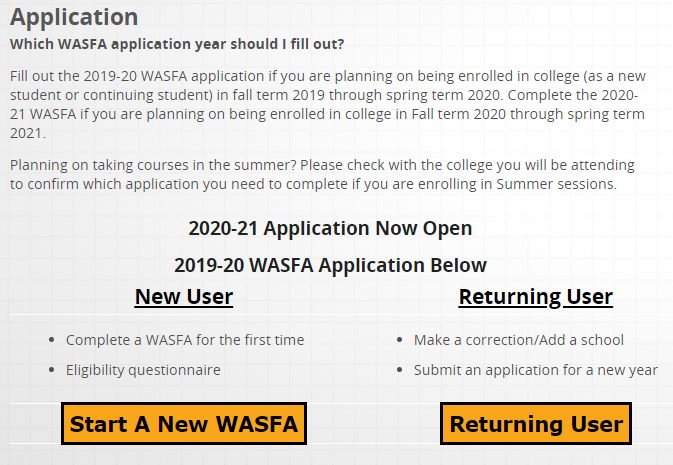 Application
Which WASFA application year should I fill out?
Fill out the 2019-20 WASFA application if you are planning on being enrolled in college (as a new
student or continuing student) in fall term 2019 through spring term 2020. Complete the 2020-
21 WASFA if you are planning on being enrolled in college in Fall term 2020 through spring term
2021.
Planning on taking courses in the summer? Please check with the college you will be attending
to confirm which application you need to complete if you are enrolling in Summer sessions.
2020-21 Application Now Open
2019-20 WASFA Application Below
New User
• Complete a WASFA for the first time
• Eligibility questionnaire
Start A New WASFA
Returning User
• Make a correction/Add a school
• Submit an application for a new year
Returning User